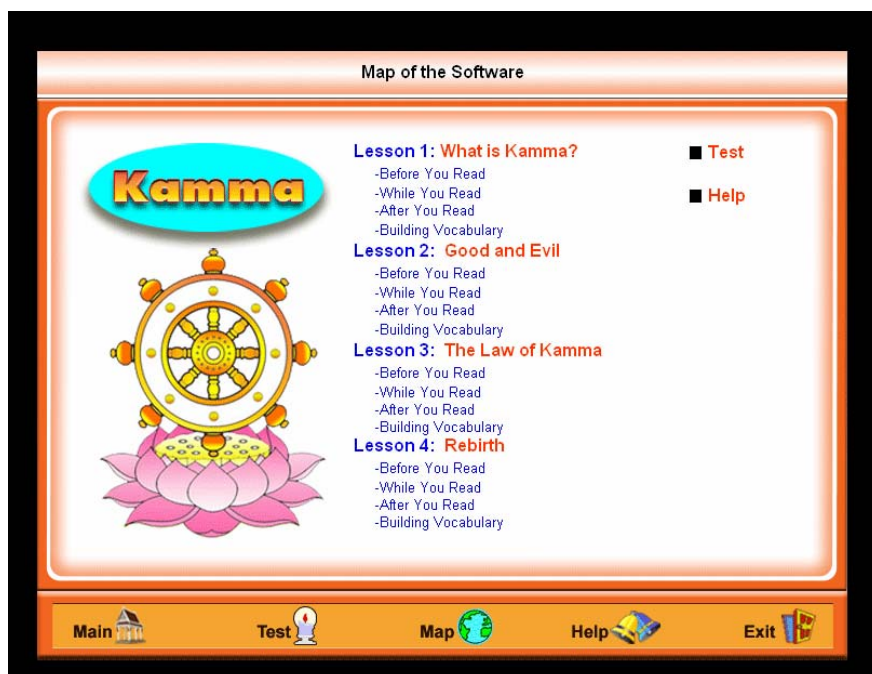 Map of the Software
Kamma
Lesson 1: What is Kamma?
-Before You Read
-While You Read
-After You Read
-Building Vocabulary
Lesson 2: Good and Evil
-Before You Read
-While You Read
-After You Read
-Building Vocabulary
Lesson 3: The Law of Kamma
-Before You Read
-While You Read
-After You Read
-Building Vocabulary
Lesson 4: Rebirth
-Before You Read
-While You Read
-After You Read
-Building Vocabulary
Test
Help
Main Test Map Help Exit